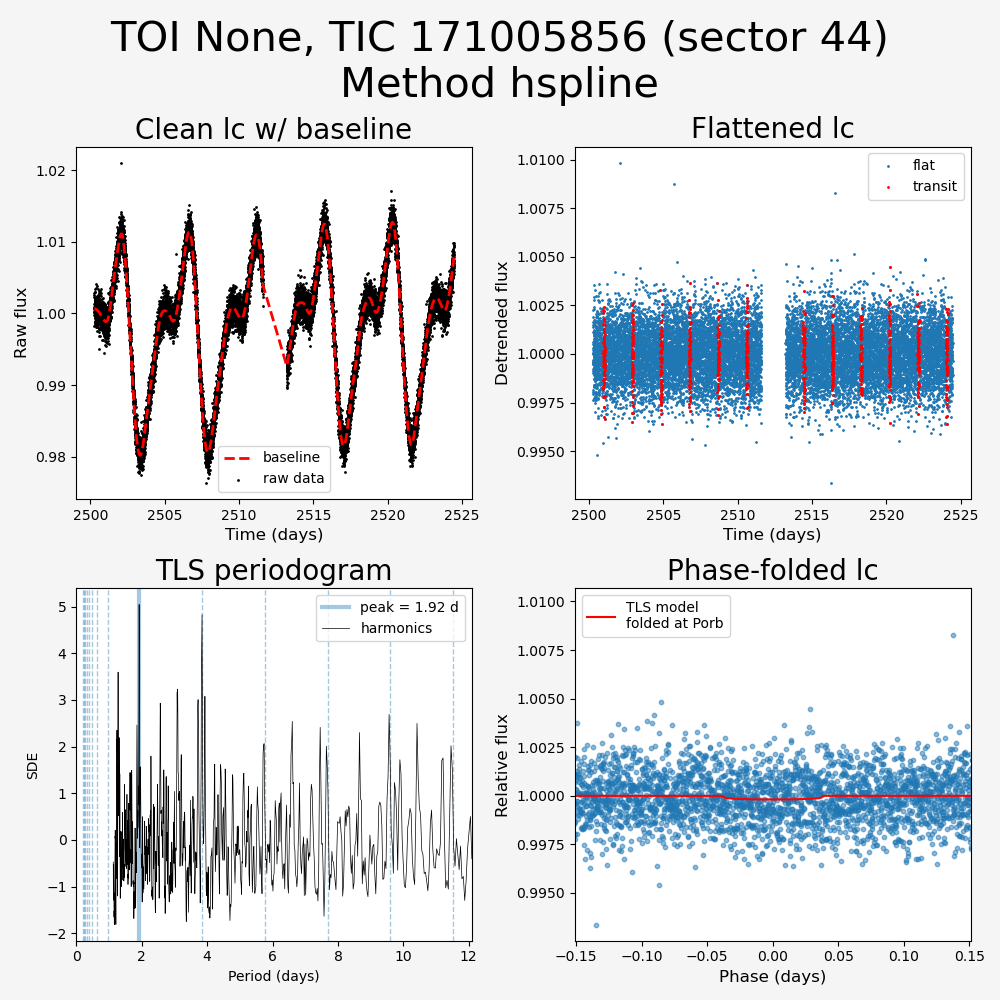 TOI None, TIC 171005856 (sector 44)
Method hspline
Clean lc w/ baseline
Raw flux
1.02
1.01
1.00
0.99
0.98
baseline
raw data
2500
2505
2510
2515
2520
2525
Time (days)
Flattened lc
Detrended flux
1.0100
1.0075
1.0050
1.0025
1.0000
0.9975
0.9950
flat
transit
2500
2505
2510
2515
2520
2525
Time (days)
TLS periodogram
SDE
5
4
3
2
1
0
−1
−2
peak = 1.92 d
harmonics
0
2
4
6
8
10
12
Period (days)
Phase-folded lc
Relative flux
1.0100
1.0075
1.0050
1.0025
1.0000
0.9975
0.9950
TLS model
folded at Porb
−0.15
−0.10
−0.05
0.00
0.05
0.10
0.15
Phase (days)